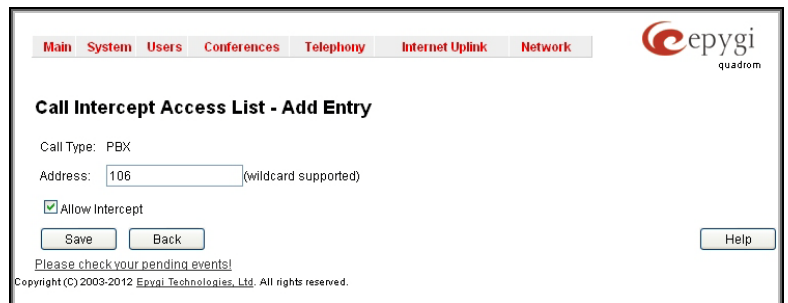 Main System Users Conferences Telephony Internet Uplink Network
epygi
quadrom
Call Intercept Access List - Add Entry
Call Type: PBX
Address: 106 (wildcard supported)
Allow Intercept
Save Back Help
Please check your pending events!
Copyright (C) 2003-2012 Epygi Technologies, Ltd. All rights reserved.